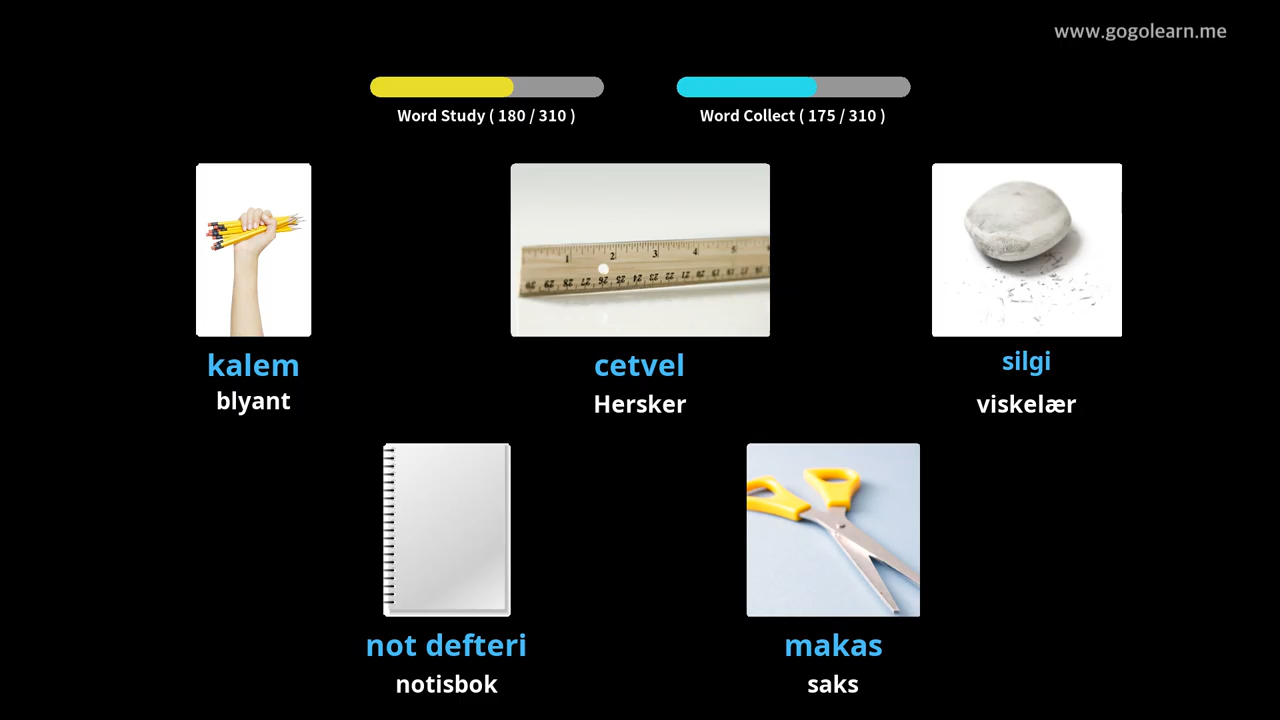 www.gogolearn.me
Word Study ( 180 / 310 )
Word Collect ( 175 / 310 )
kalem
cetvel
silgi
blyant
Hersker
viskelær
not defteri
makas
notisbok
saks